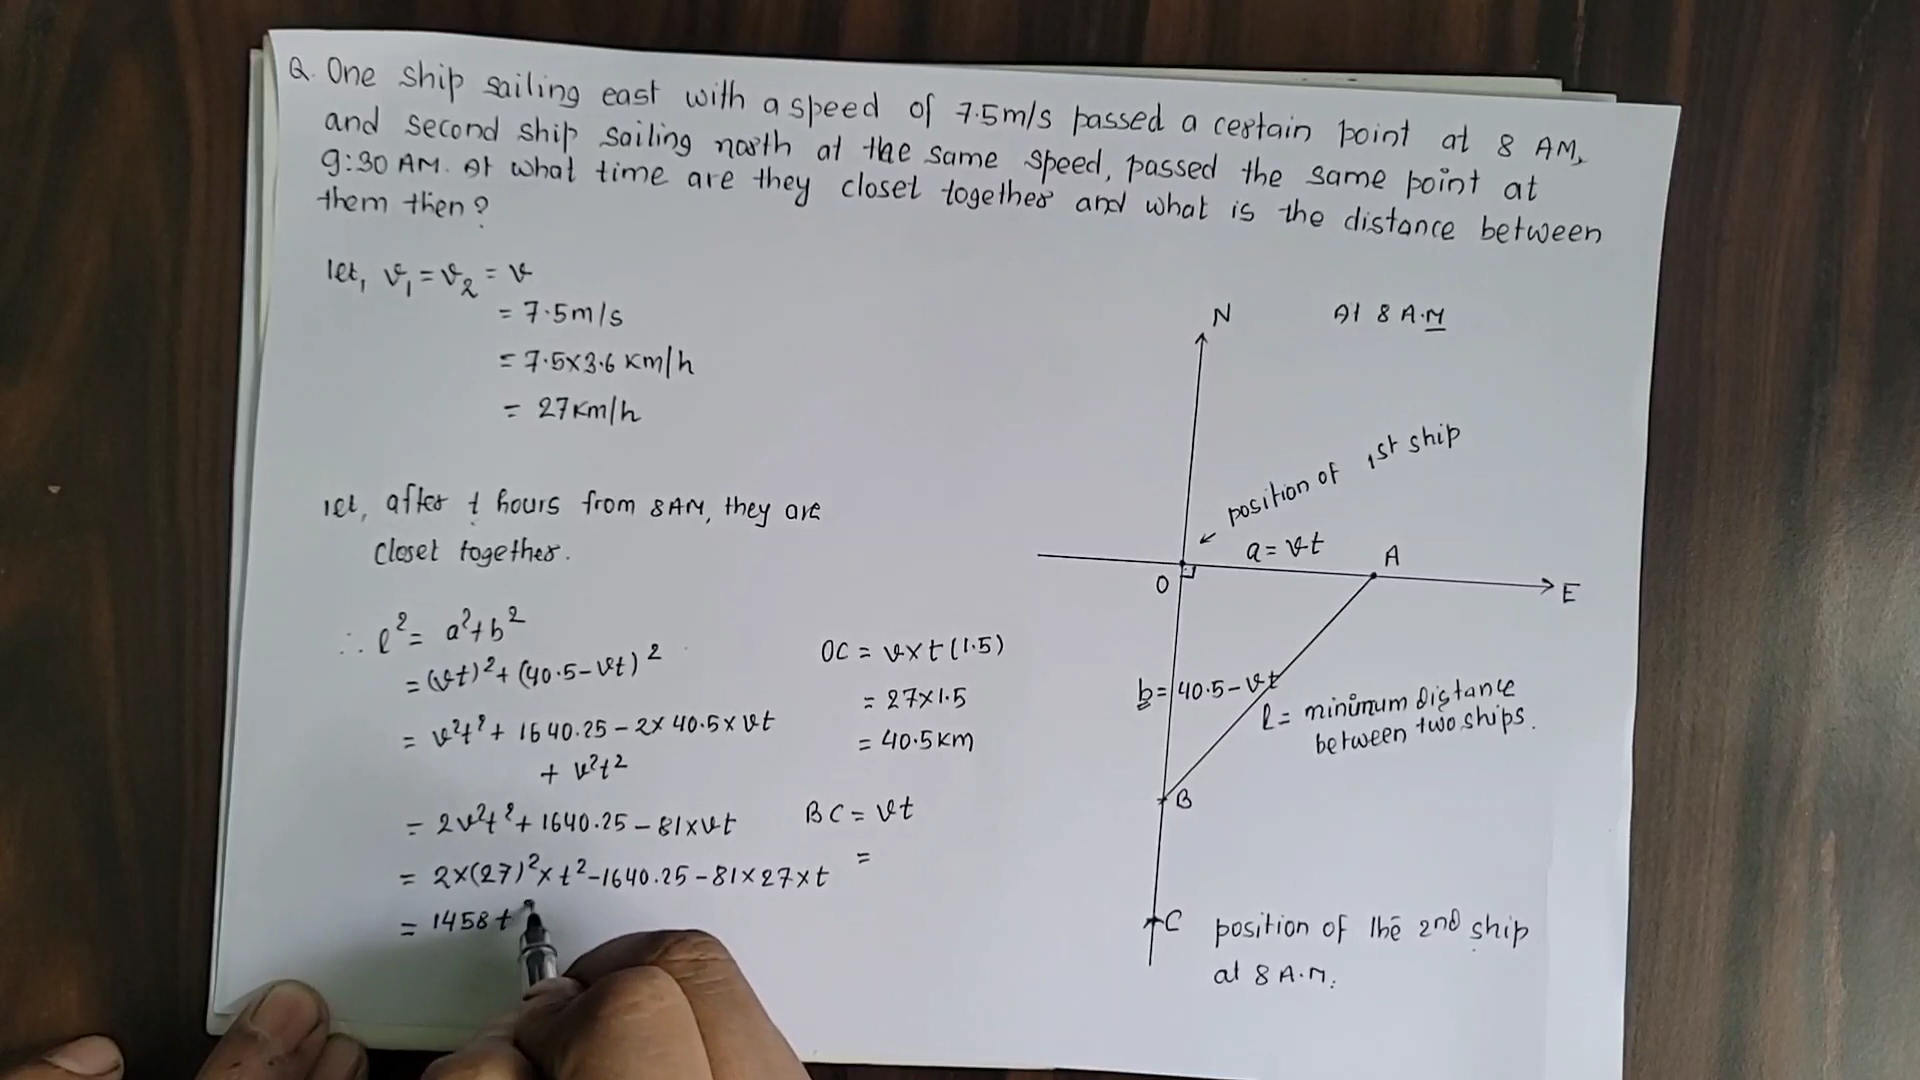 Q. One ship sailing east with a speed of 7.5m/s passed a certain point at 8 AM,
and second ship sailing north at the same speed, passed the same point at
9:30 AM. At what time are they closet together and what is the distance between
them then?
let, v₁ = v₂ = v
= 7.5m/s
= 7.5×3.6 km/h
= 27km/h
let, after t hours from 8AM, they are
closet together.
∴ l² = a²+b²
= (vt)² + (40.5-vt)²
= v²t² + 1640.25 - 2×40.5×vt
+ v²t²
= 2v²t² + 1640.25 - 81×vt
= 2×(27)²×t² - 1640.25 - 81×27×t
= 1458t
OC = v×t(1.5)
= 27×1.5
= 40.5km
BC = vt
=
N
At 8 A.M
position of 1st ship
a = vt
A
O
E
b = 40.5-vt
l = minimum distance
between two ships.
B
C position of the 2nd ship
at 8 A.M.